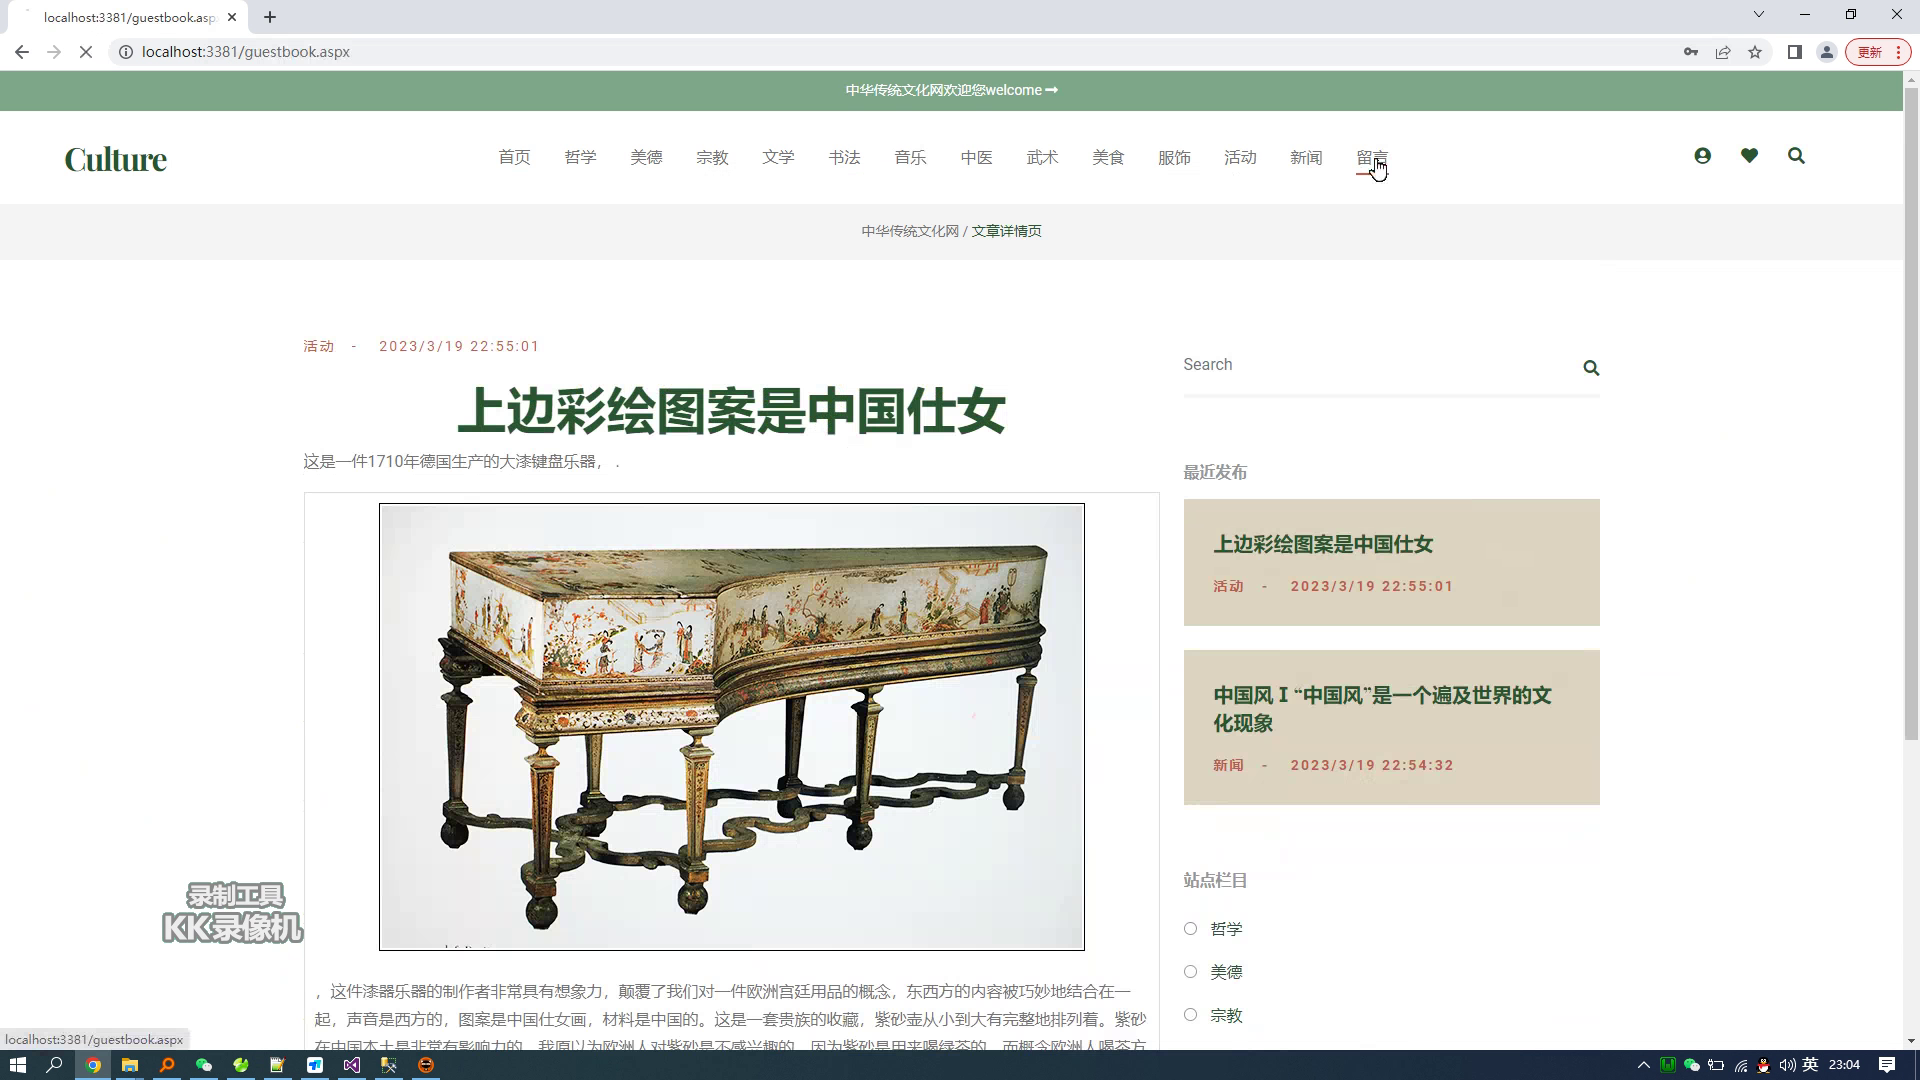 localhost:3381/guestbook.asp
localhost:3381/guestbook.aspx
更新
中华传统文化网欢迎您welcome
Culture
首页 哲学 美德 宗教 文学 书法 音乐 中医 武术 美食 服饰 活动 新闻 留言
中华传统文化网 / 文章详情页
活动 - 2023/3/19 22:55:01
上边彩绘图案是中国仕女
这是一件1710年德国生产的大漆键盘乐器， .
Search
最近发布
上边彩绘图案是中国仕女
活动 - 2023/3/19 22:55:01
中国风 I “中国风”是一个遍及世界的文
化现象
新闻 - 2023/3/19 22:54:32
站点栏目
哲学
美德
宗教
录制工具
KK录像机
，这件漆器乐器的制作者非常具有想象力，颠覆了我们对一件欧洲宫廷用品的概念，东西方的内容被巧妙地结合在一
起，声音是西方的，图案是中国仕女画，材料是中国的。这是一套贵族的收藏，紫砂壶从小到大有完整地排列着。紫砂
在中国本土是非常有影响力的，我原以为欧洲人对紫砂是不感兴趣的，因为紫砂是用来喝绿茶的，而概念欧洲人喝茶方
localhost:3381/guestbook.aspx
英 23:04